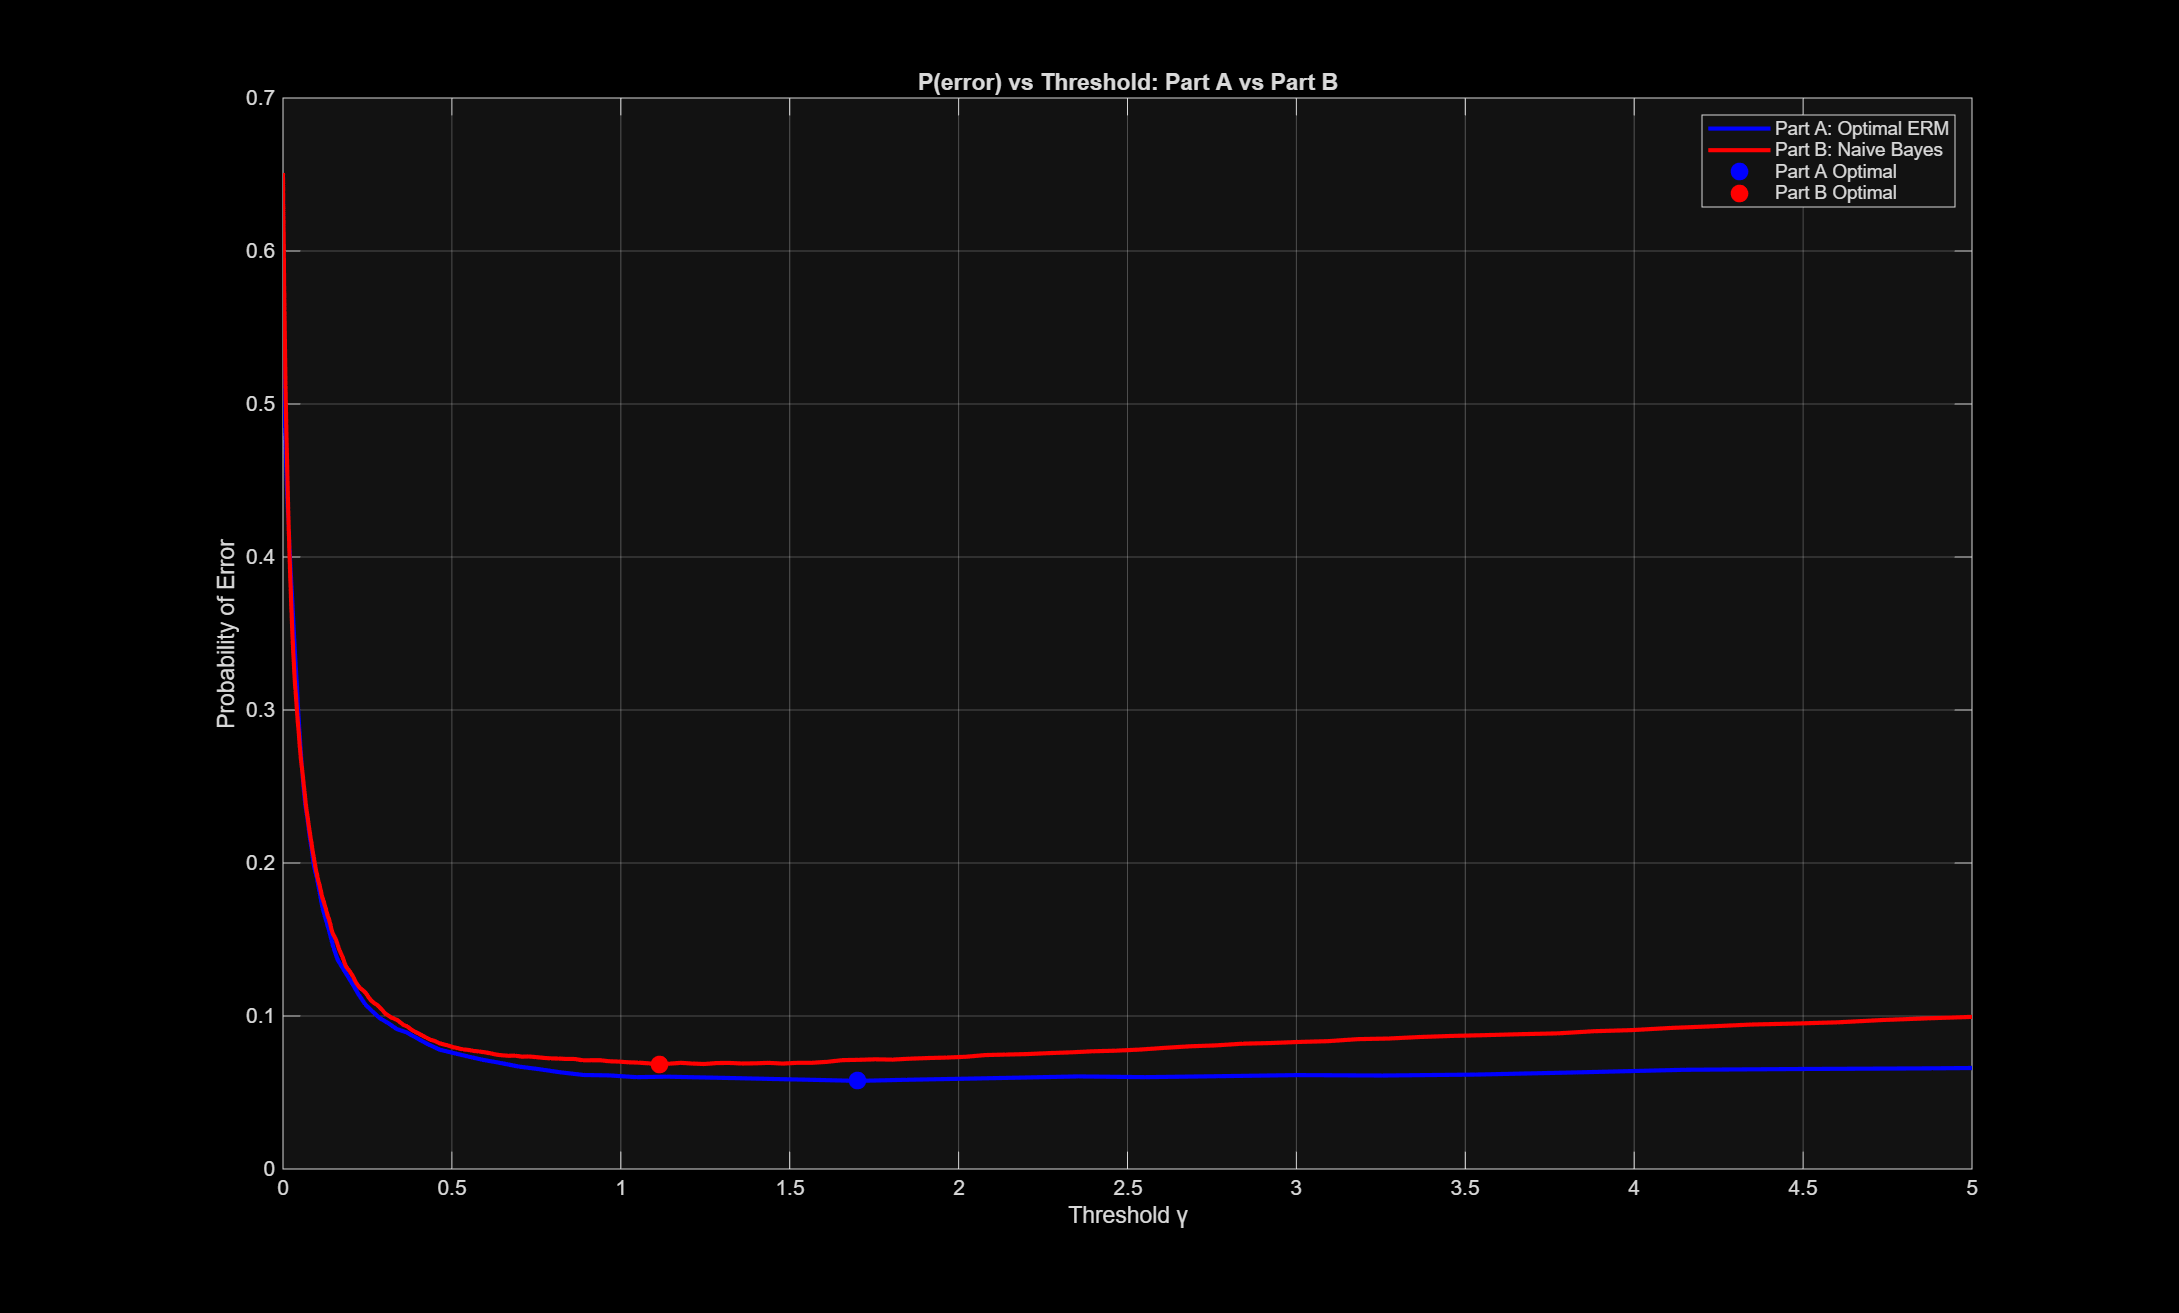 P(error) vs Threshold: Part A vs Part B
Part A: Optimal ERM
Part B: Naive Bayes
Part A Optimal
Part B Optimal
0.7
0.6
0.5
0.4
0.3
0.2
0.1
0
Probability of Error
0 0.5 1 1.5 2 2.5 3 3.5 4 4.5 5
Threshold γ